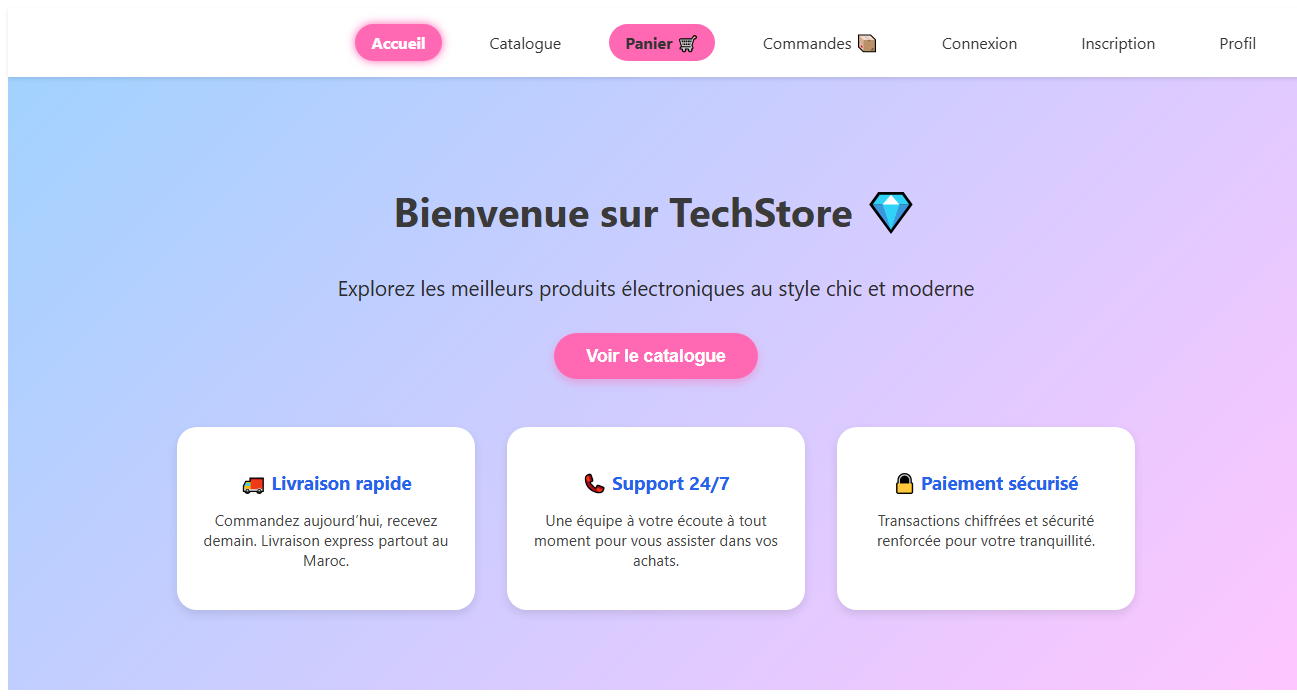 Accueil Catalogue Panier 🛒 Commandes 📦 Connexion Inscription Profil
Bienvenue sur TechStore 💎
Explorez les meilleurs produits électroniques au style chic et moderne
Voir le catalogue
🚚 Livraison rapide
Commandez aujourd’hui, recevez
demain. Livraison express partout au
Maroc.
📞 Support 24/7
Une équipe à votre écoute à tout
moment pour vous assister dans vos
achats.
🔒 Paiement sécurisé
Transactions chiffrées et sécurité
renforcée pour votre tranquillité.